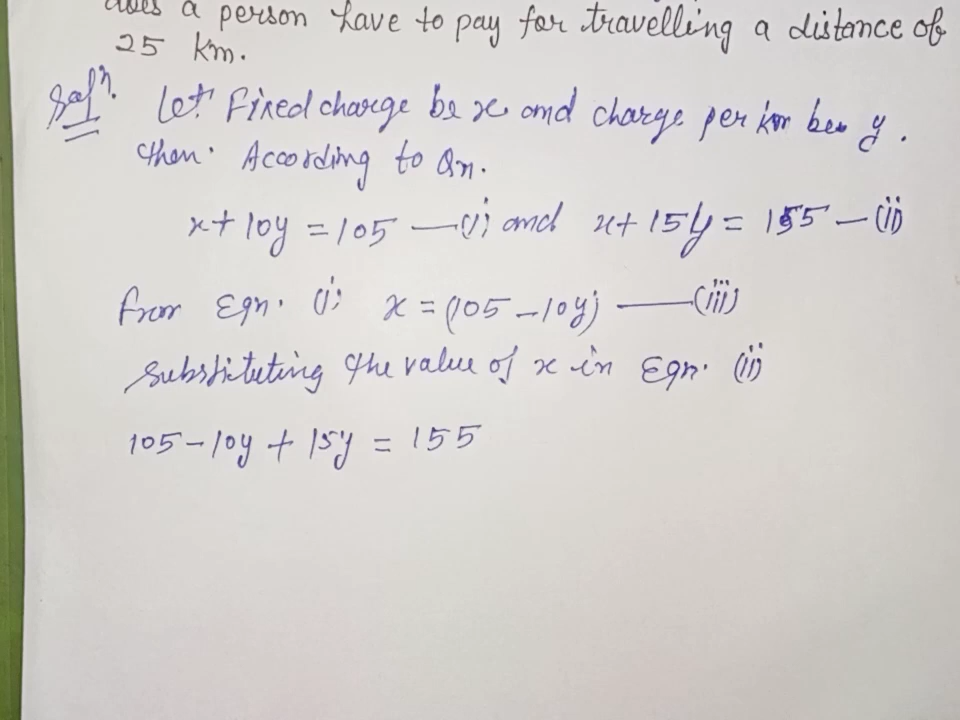 does a person have to pay for travelling a distance of
25 km.
Solⁿ. Let Fixed charge be x and charge per km be y.
then. According to Qn.
x + 10y = 105 — (i) and x + 15y = 155 — (ii)
from Eqn. (i) x = (105 - 10y) — (iii)
Substituting the value of x in Eqn. (ii)
105 - 10y + 15y = 155